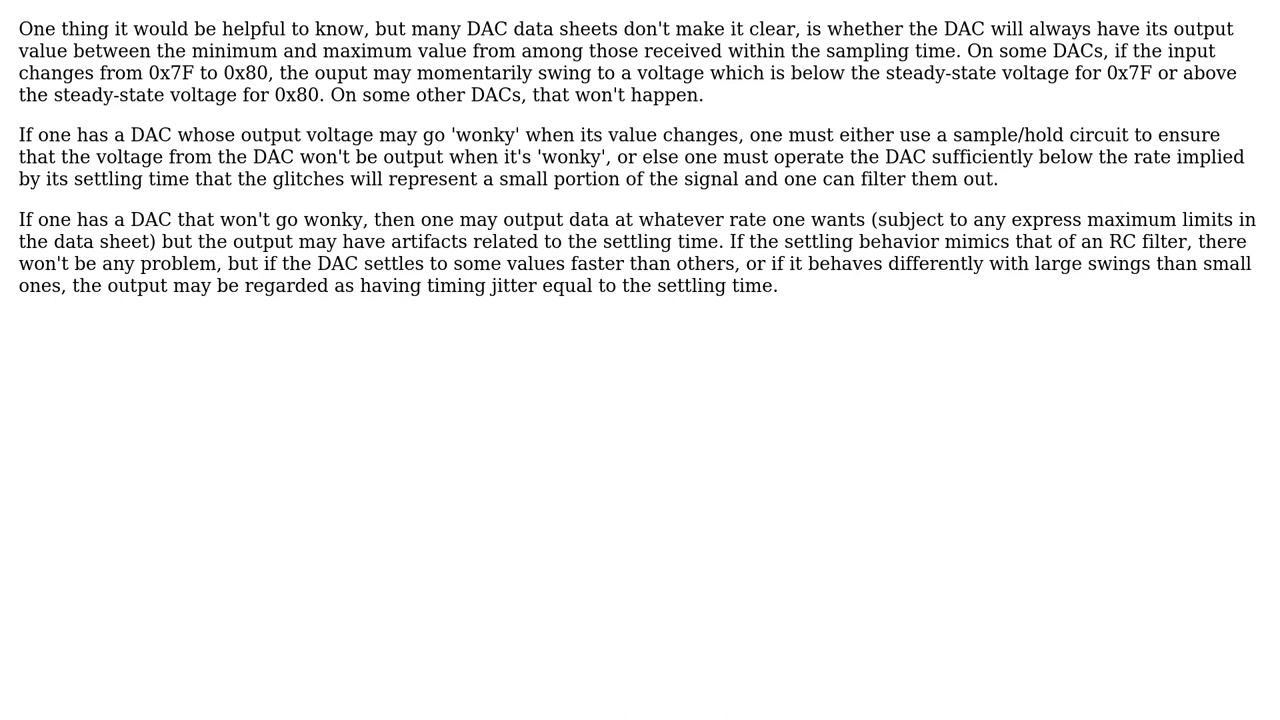 One thing it would be helpful to know, but many DAC data sheets don't make it clear, is whether the DAC will always have its output
value between the minimum and maximum value from among those received within the sampling time. On some DACs, if the input
changes from 0x7F to 0x80, the ouput may momentarily swing to a voltage which is below the steady-state voltage for 0x7F or above
the steady-state voltage for 0x80. On some other DACs, that won't happen.
If one has a DAC whose output voltage may go 'wonky' when its value changes, one must either use a sample/hold circuit to ensure
that the voltage from the DAC won't be output when it's 'wonky', or else one must operate the DAC sufficiently below the rate implied
by its settling time that the glitches will represent a small portion of the signal and one can filter them out.
If one has a DAC that won't go wonky, then one may output data at whatever rate one wants (subject to any express maximum limits in
the data sheet) but the output may have artifacts related to the settling time. If the settling behavior mimics that of an RC filter, there
won't be any problem, but if the DAC settles to some values faster than others, or if it behaves differently with large swings than small
ones, the output may be regarded as having timing jitter equal to the settling time.